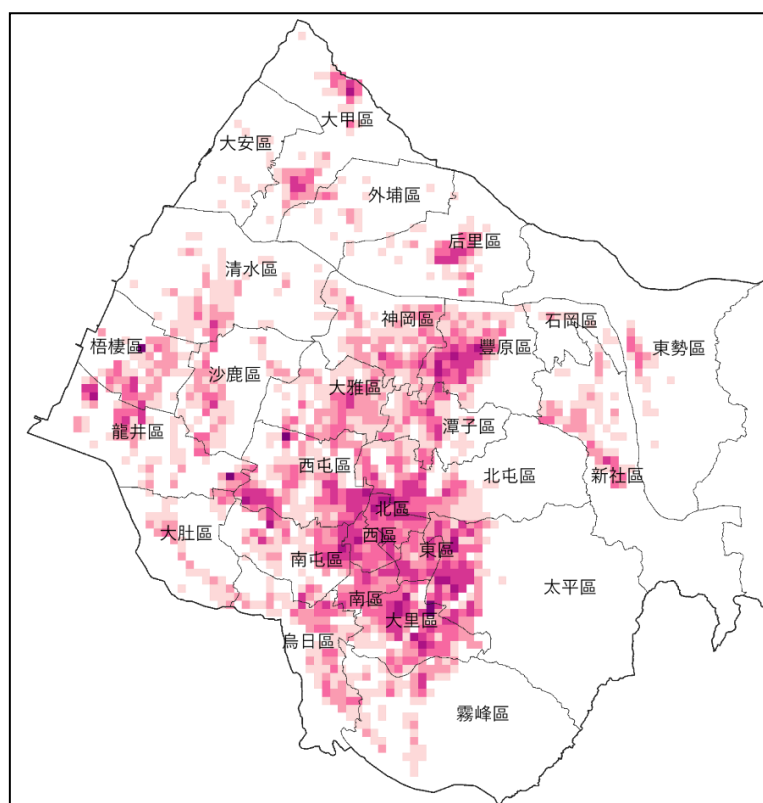 大甲區
大安區
外埔區
后里區
清水區
神岡區
石岡區
梧棲區
豐原區
東勢區
沙鹿區
大雅區
龍井區
潭子區
西屯區
北屯區
新社區
北區
大肚區
西區
東區
南屯區
太平區
南區
大里區
烏日區
霧峰區